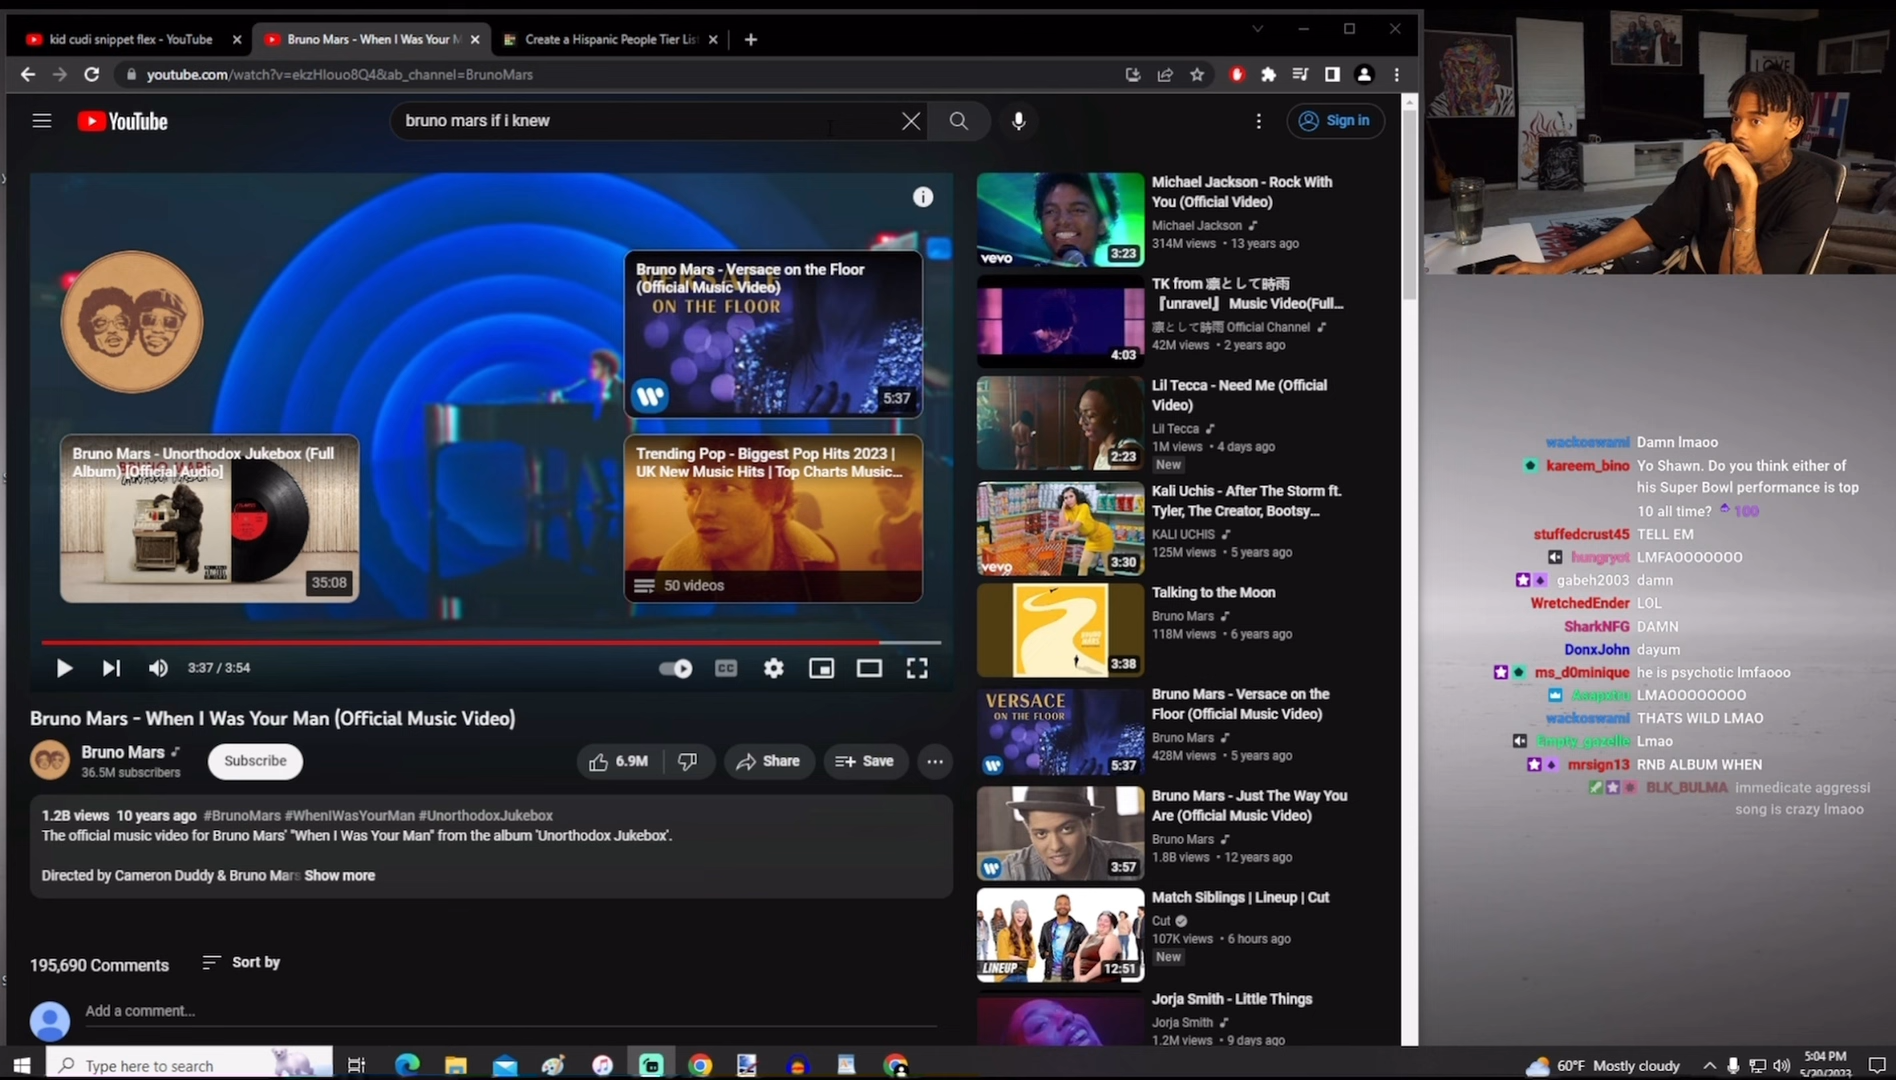 kid cudi snippet flex - YouTube
Bruno Mars - When I Was Your M
Create a Hispanic People Tier Lis
youtube.com/watch?v=ekzHIouo8Q4&ab_channel=BrunoMars
YouTube
bruno mars if i knew
Sign in
Bruno Mars - Versace on the Floor
(Official Music Video)
ON THE FLOOR
5:37
Bruno Mars - Unorthodox Jukebox (Full
Album) [Official Audio]
35:08
Trending Pop - Biggest Pop Hits 2023 |
UK New Music Hits | Top Charts Music...
50 videos
3:37 / 3:54
CC
Bruno Mars - When I Was Your Man (Official Music Video)
Bruno Mars
36.5M subscribers
Subscribe
6.9M
Share
Save
1.2B views 10 years ago #BrunoMars #WhenIWasYourMan #UnorthodoxJukebox
The official music video for Bruno Mars' "When I Was Your Man" from the album 'Unorthodox Jukebox'.
Directed by Cameron Duddy & Bruno Mars Show more
195,690 Comments
Sort by
Add a comment...
vevo
3:23
Michael Jackson - Rock With
You (Official Video)
Michael Jackson
314M views • 13 years ago
4:03
TK from 凛として時雨
『unravel』 Music Video(Full...
凛として時雨 Official Channel
42M views • 2 years ago
2:23
Lil Tecca - Need Me (Official
Video)
Lil Tecca
1M views • 4 days ago
New
vevo
3:30
Kali Uchis - After The Storm ft.
Tyler, The Creator, Bootsy...
KALI UCHIS
125M views • 5 years ago
3:38
Talking to the Moon
Bruno Mars
118M views • 6 years ago
VERSACE
ON THE FLOOR
5:37
Bruno Mars - Versace on the
Floor (Official Music Video)
Bruno Mars
428M views • 5 years ago
3:57
Bruno Mars - Just The Way You
Are (Official Music Video)
Bruno Mars
1.8B views • 12 years ago
LINEUP
12:51
Match Siblings | Lineup | Cut
Cut
107K views • 6 hours ago
New
Jorja Smith - Little Things
Jorja Smith
1.2M views • 9 days ago
LOVE
wackoswami Damn lmaoo
kareem_bino Yo Shawn. Do you think either of
his Super Bowl performance is top
10 all time? 100
stuffedcrust45 TELL EM
hungryot LMFAOOOOOOO
gabeh2003 damn
WretchedEnder LOL
SharkNFG DAMN
DonxJohn dayum
ms_d0minique he is psychotic lmfaooo
Asapxtru LMAOOOOOOOO
wackoswami THATS WILD LMAO
Empty_gazelle Lmao
mrsign13 RNB ALBUM WHEN
BLK_BULMA immedicate aggressi
song is crazy lmaoo
Type here to search
60°F Mostly cloudy
5:04 PM
5/20/2023